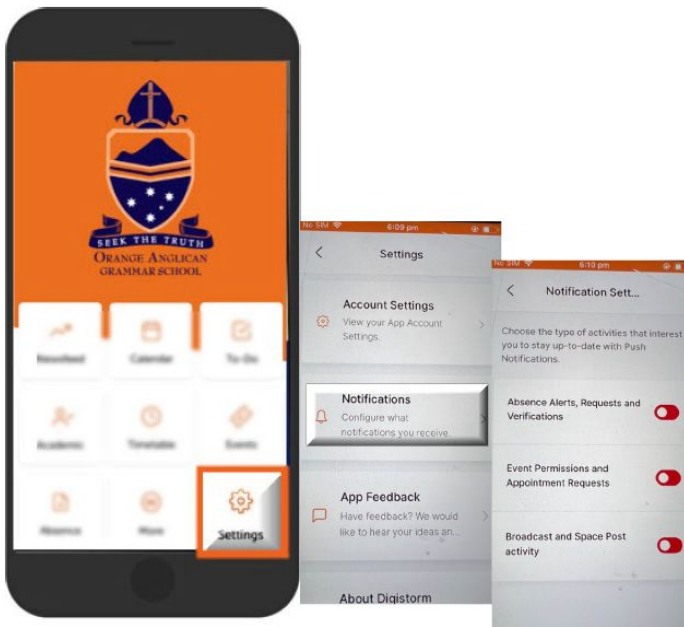 SEEK THE TRUTH
ORANGE ANGLICAN
GRAMMAR SCHOOL
Newsfeed
Calendar
To-Do
Academic
Timetable
Events
Absence
More
Settings
No SIM
6:09 pm
Settings
Account Settings
View your App Account
Settings.
Notifications
Configure what
notifications you receive.
App Feedback
Have feedback? We would
like to hear your ideas an...
About Digistorm
No SIM
6:10 pm
Notification Sett...
Choose the type of activities that interest
you to stay up-to-date with Push
Notifications.
Absence Alerts, Requests and
Verifications
Event Permissions and
Appointment Requests
Broadcast and Space Post
activity